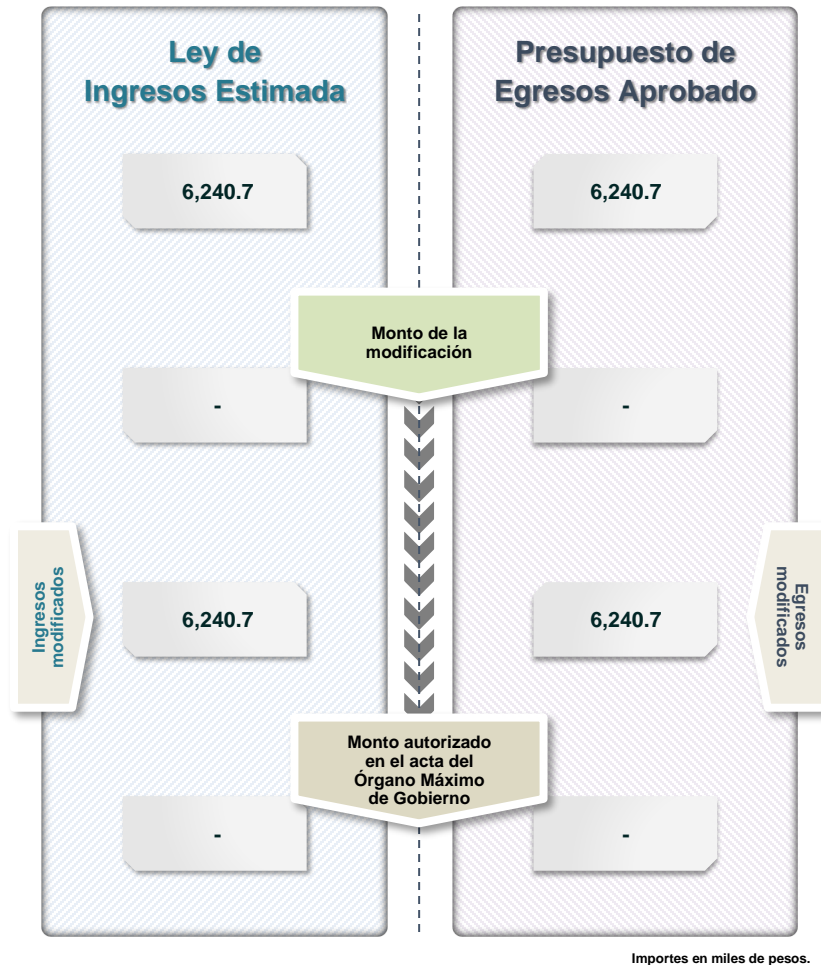 Ley de
Ingresos Estimada
Presupuesto de
Egresos Aprobado
6,240.7
6,240.7
Monto de la
modificación
-
-
Ingresos
modificados
6,240.7
6,240.7
Egresos
modificados
Monto autorizado
en el acta del
Órgano Máximo
de Gobierno
-
-
Importes en miles de pesos.